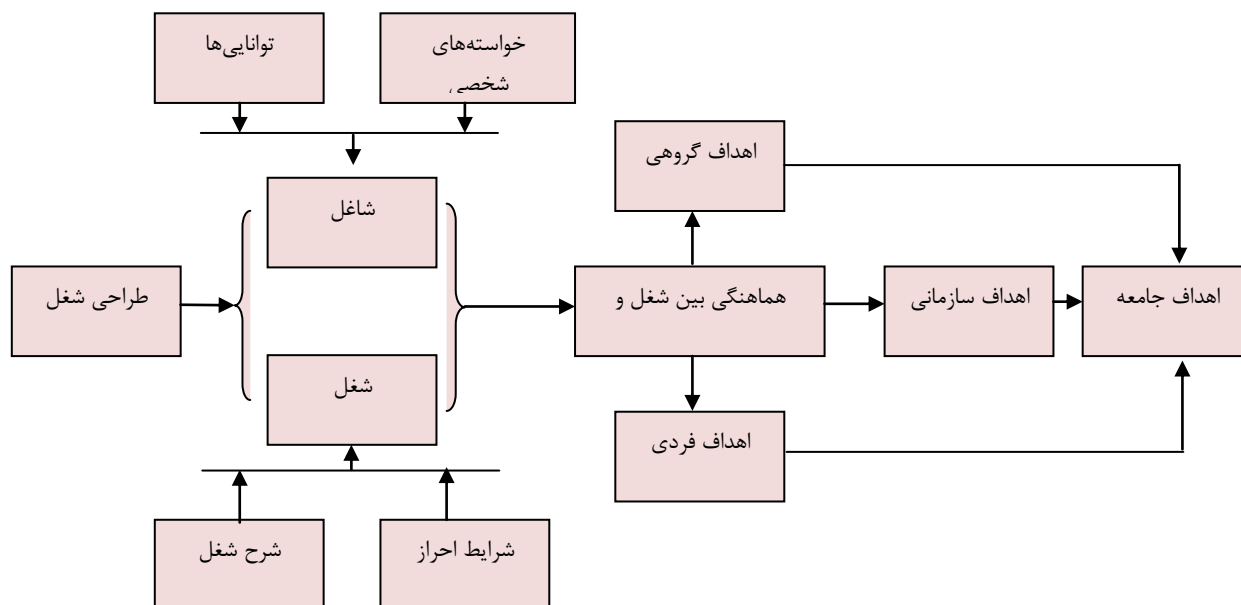 خواسته‌های
شخصی
توانایی‌ها
اهداف گروهی
شاغل
طراحی شغل
هماهنگی بین شغل و
اهداف سازمانی
اهداف جامعه
شغل
اهداف فردی
شرایط احراز
شرح شغل